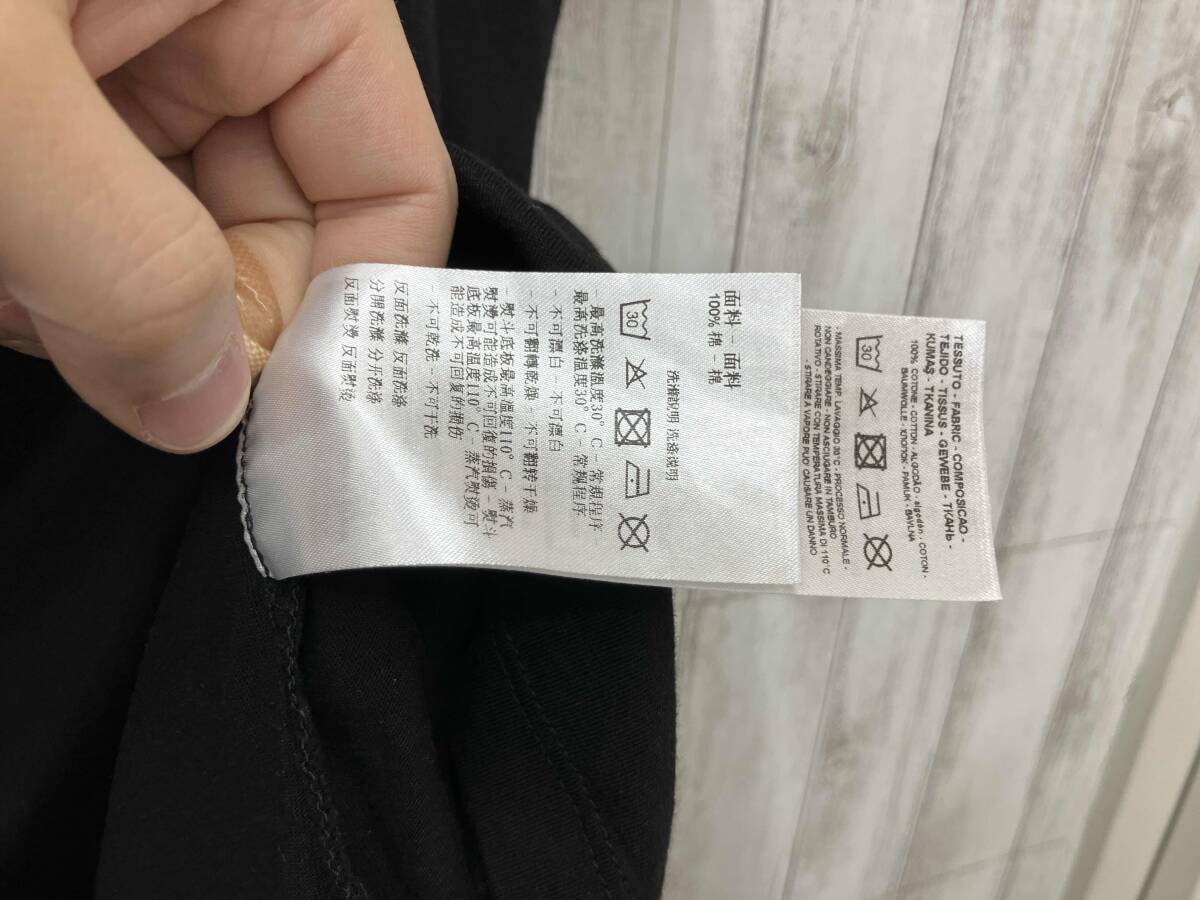 面料 - 面料
100% 棉 - 棉
洗滌說明 洗涤说明
30
- 最高洗滌溫度30° C - 常規程序 -
最高洗涤温度30° C - 常规程序
- 不可漂白 - 不可漂白
- 不可翻轉乾燥 - 不可翻转干燥
- 熨斗底板最高溫度110° C - 蒸汽
熨燙可能造成不可回復的損傷 - 熨斗
底板最高温度110° C - 蒸汽熨烫可
能造成不可回复的损伤
- 不可乾洗 - 不可干洗
反面洗滌 反面洗涤
分開洗滌 分开洗涤
反面熨燙 反面熨烫
TESSUTO - FABRIC - COMPOSICAO -
TEJIDO - TISSUS - GEWEBE - ТКАНЬ -
KUMAS - TKANINA
100% COTONE - COTTON - ALGODÃO - algodón - COTON -
BAUMWOLLE - ХЛОПОК - PAMUK - BAYLNA
30
MASSIMA TEMP. LAVAGGIO 30°C - PROCESSO NORMALE -
NON CANDEGGIARE - NON ASCIUGARE IN TAMBURO
ROTATIVO - STIRARE CON TEMPERATURA MASSIMA DI 110°C
- STIRARE A VAPORE PUO' CAUSARE UN DANNO